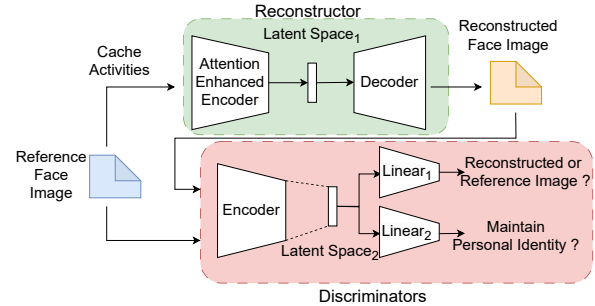 Reconstructor
Reconstructed
Face Image
Latent Space1
Cache
Activities
Attention
Enhanced
Encoder
Decoder
Reference
Face
Image
Encoder
Linear1
Reconstructed or
Reference Image ?
Linear2
Maintain
Personal Identity ?
Latent Space2
Discriminators